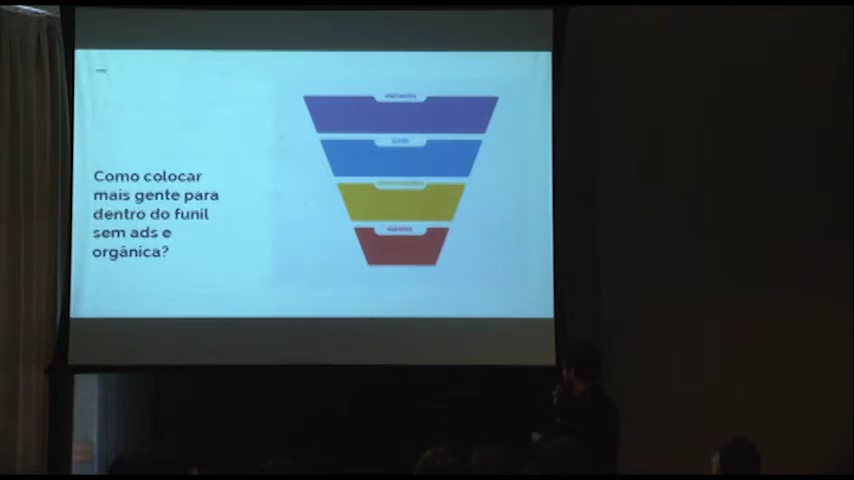 Como colocar
mais gente para
dentro do funil
sem ads e
orgânica?